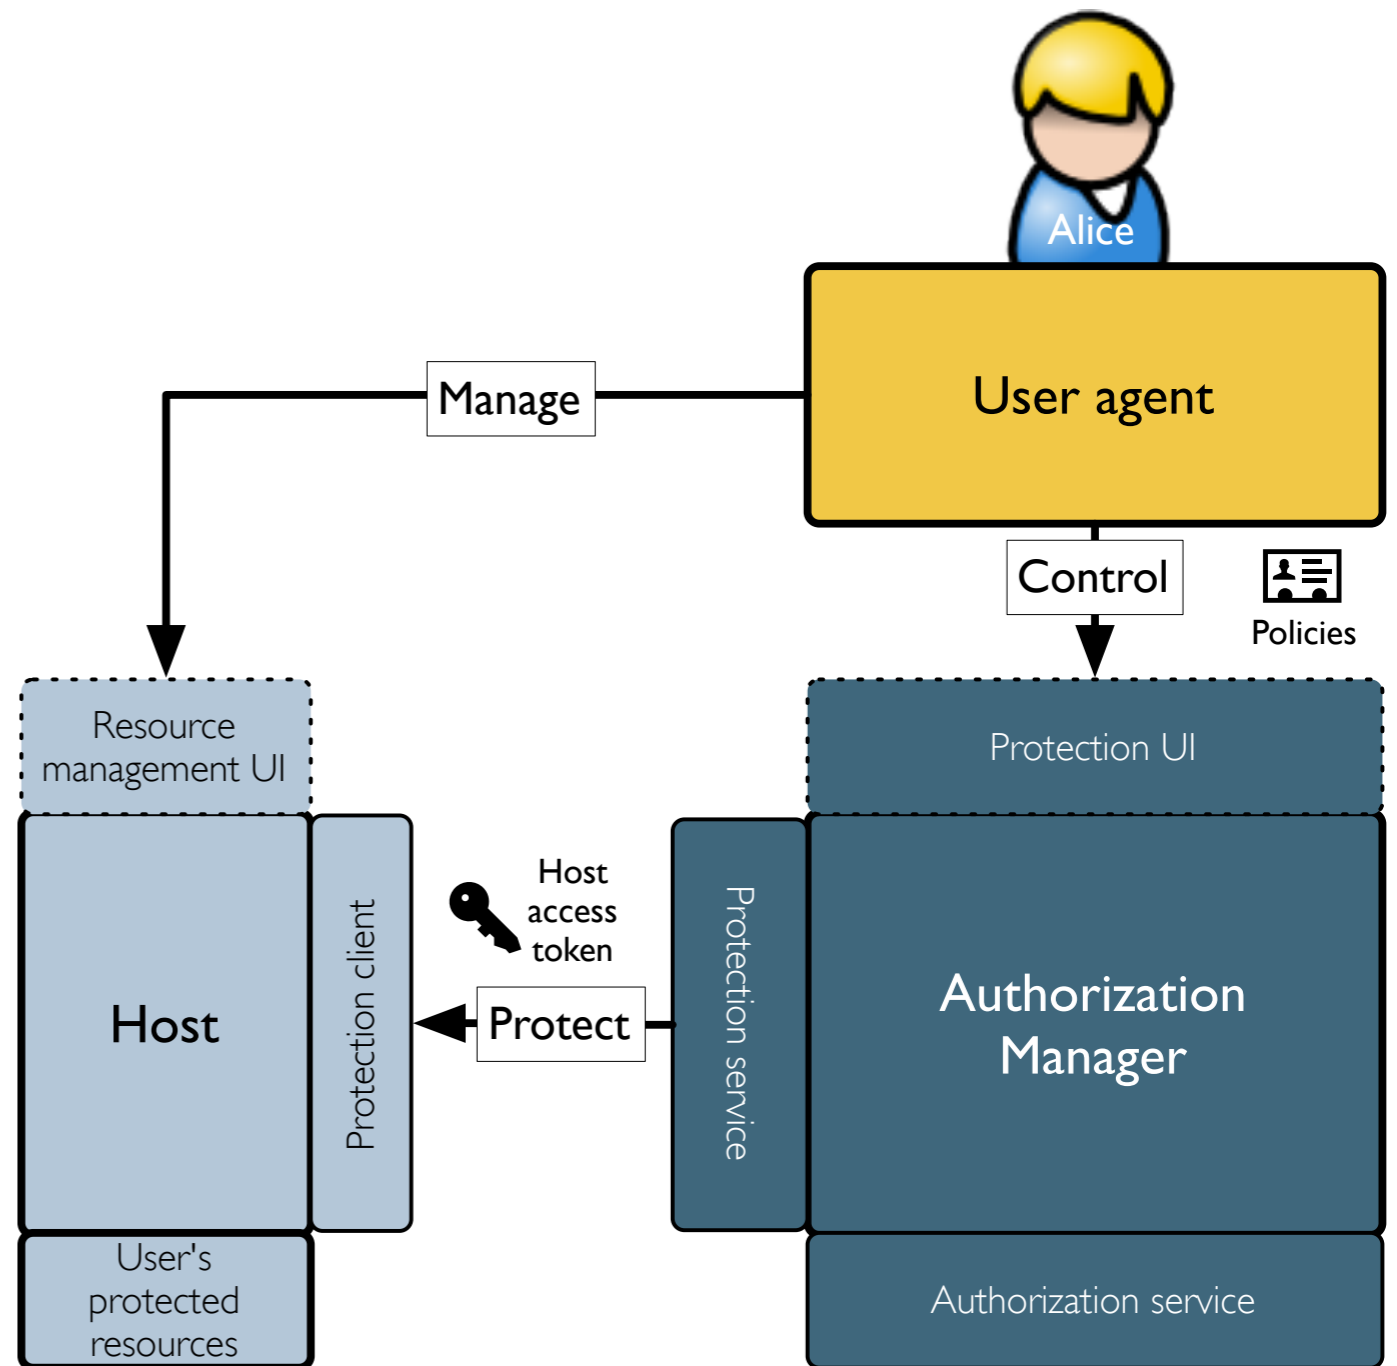 Alice
User agent
Manage
Control
Policies
Resource
management UI
Protection UI
Host
access
token
Protection client
Protection service
Host
Protect
Authorization
Manager
User's
protected
resources
Authorization service